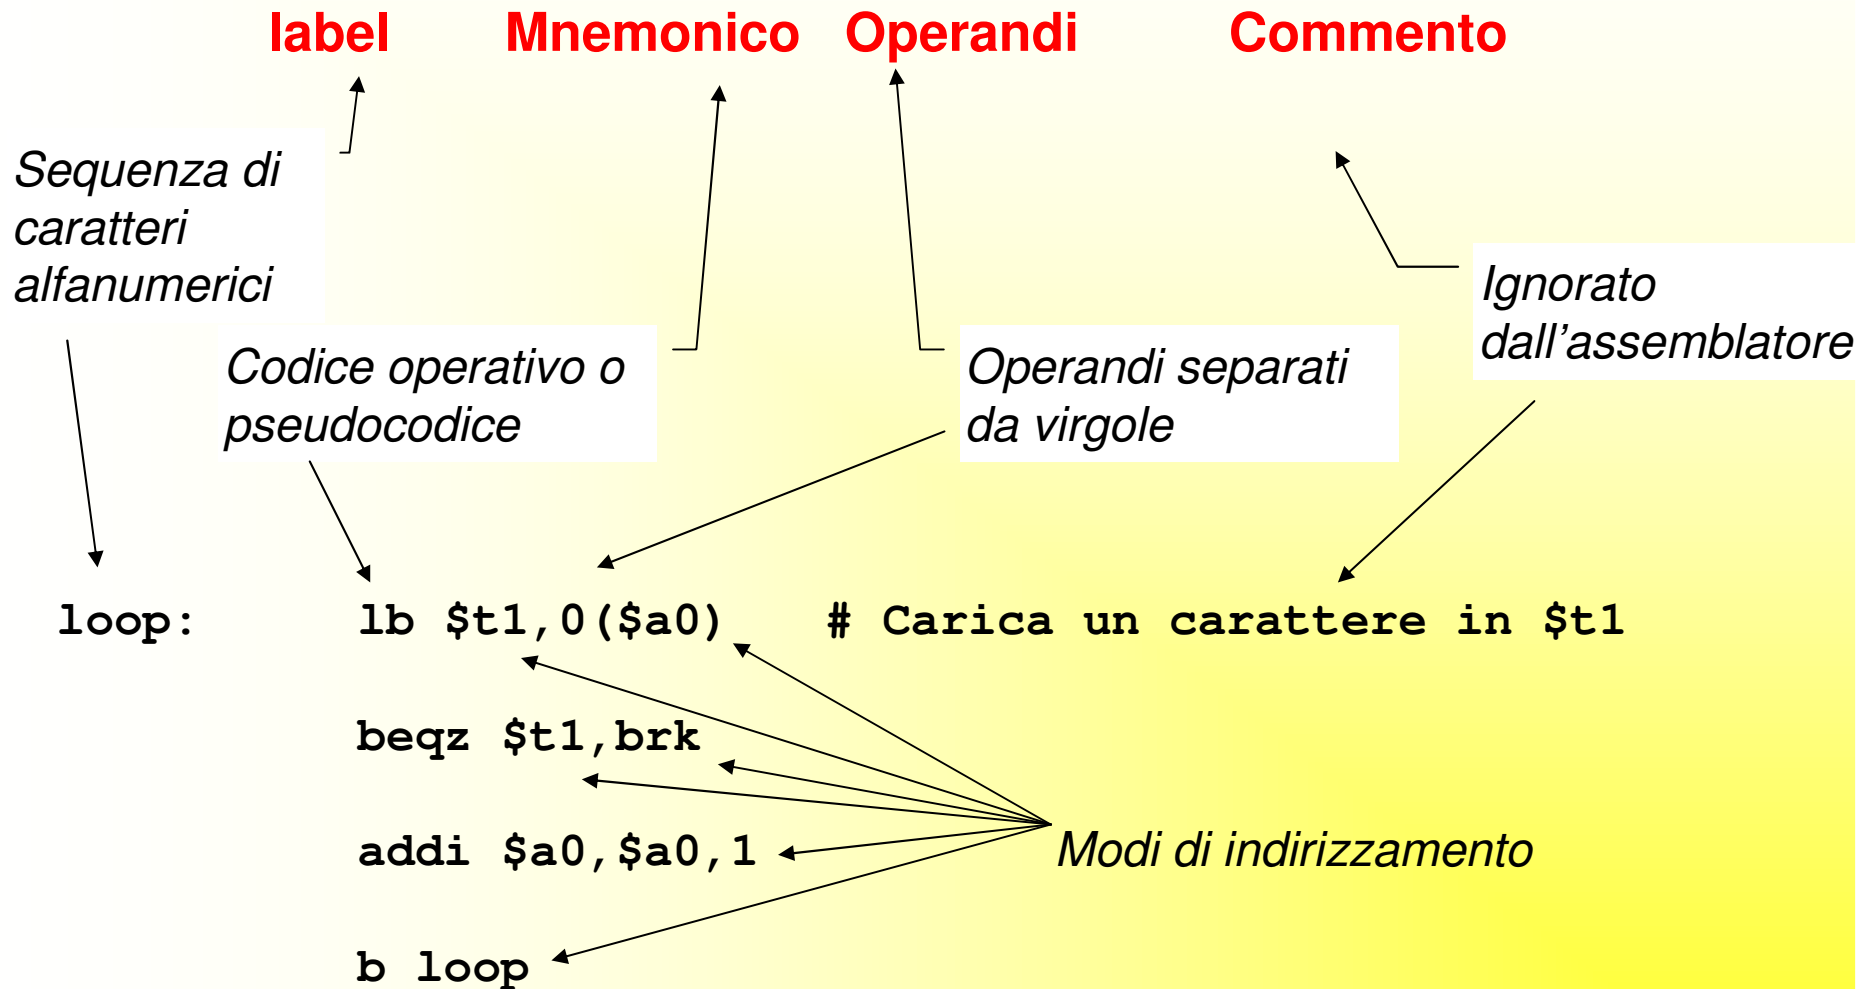 label Mnemonico Operandi Commento
Sequenza di
caratteri
alfanumerici
Codice operativo o
pseudocodice
Operandi separati
da virgole
Ignorato
dall'assemblatore
loop: lb $t1,0($a0) # Carica un carattere in $t1
beqz $t1,brk
addi $a0,$a0,1
Modi di indirizzamento
b loop